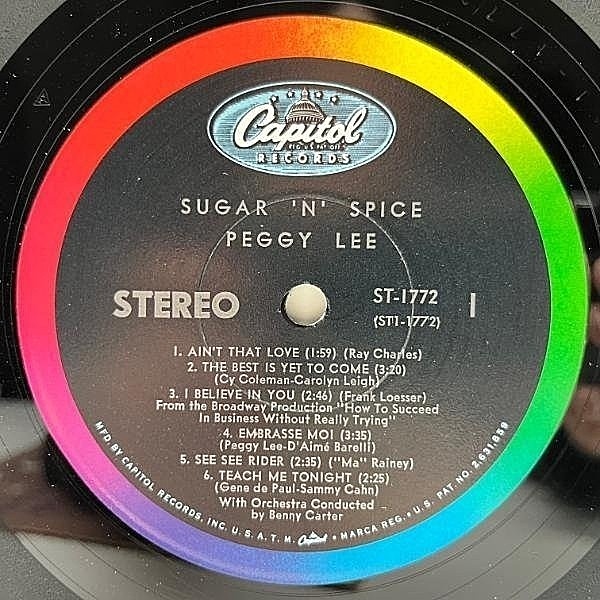 Capitol
REG. U.S. PAT. OFF.
RECORDS
SUGAR 'N' SPICE
PEGGY LEE
STEREO
ST-1772
(ST1-1772)
1
1. AIN'T THAT LOVE (1:59) (Ray Charles)
2. THE BEST IS YET TO COME (3:20)
(Cy Coleman-Carolyn Leigh)
3. I BELIEVE IN YOU (2:46) (Frank Loesser)
From the Broadway Production "How To Succeed
In Business Without Really Trying"
4. EMBRASSE MOI (3:35)
(Peggy Lee-D'Aimé Barelli)
5. SEE SEE RIDER (2:35) ("Ma" Rainey)
6. TEACH ME TONIGHT (2:25)
(Gene de Paul-Sammy Cahn)
With Orchestra Conducted
by Benny Carter
MFD. BY CAPITOL RECORDS, INC. U.S.A. T.M. Capitol • MARCA REG. • U.S. PAT. NO. 2,631,859